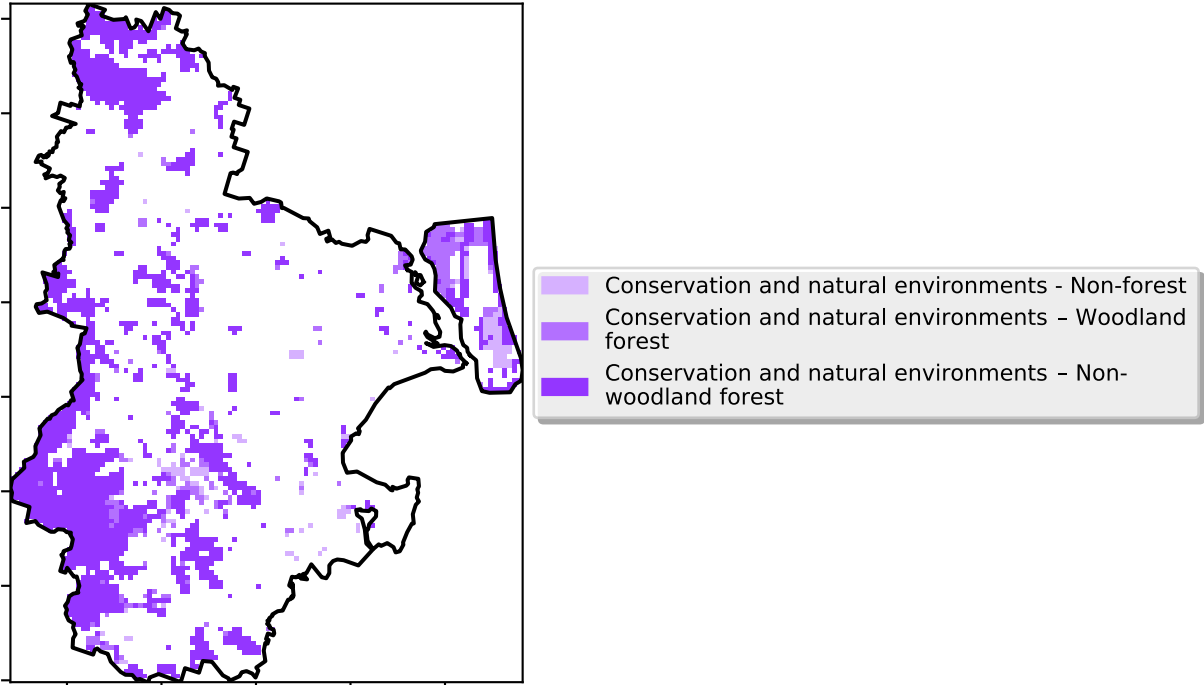 Conservation and natural environments - Non-forest
Conservation and natural environments – Woodland
forest
Conservation and natural environments – Non-
woodland forest